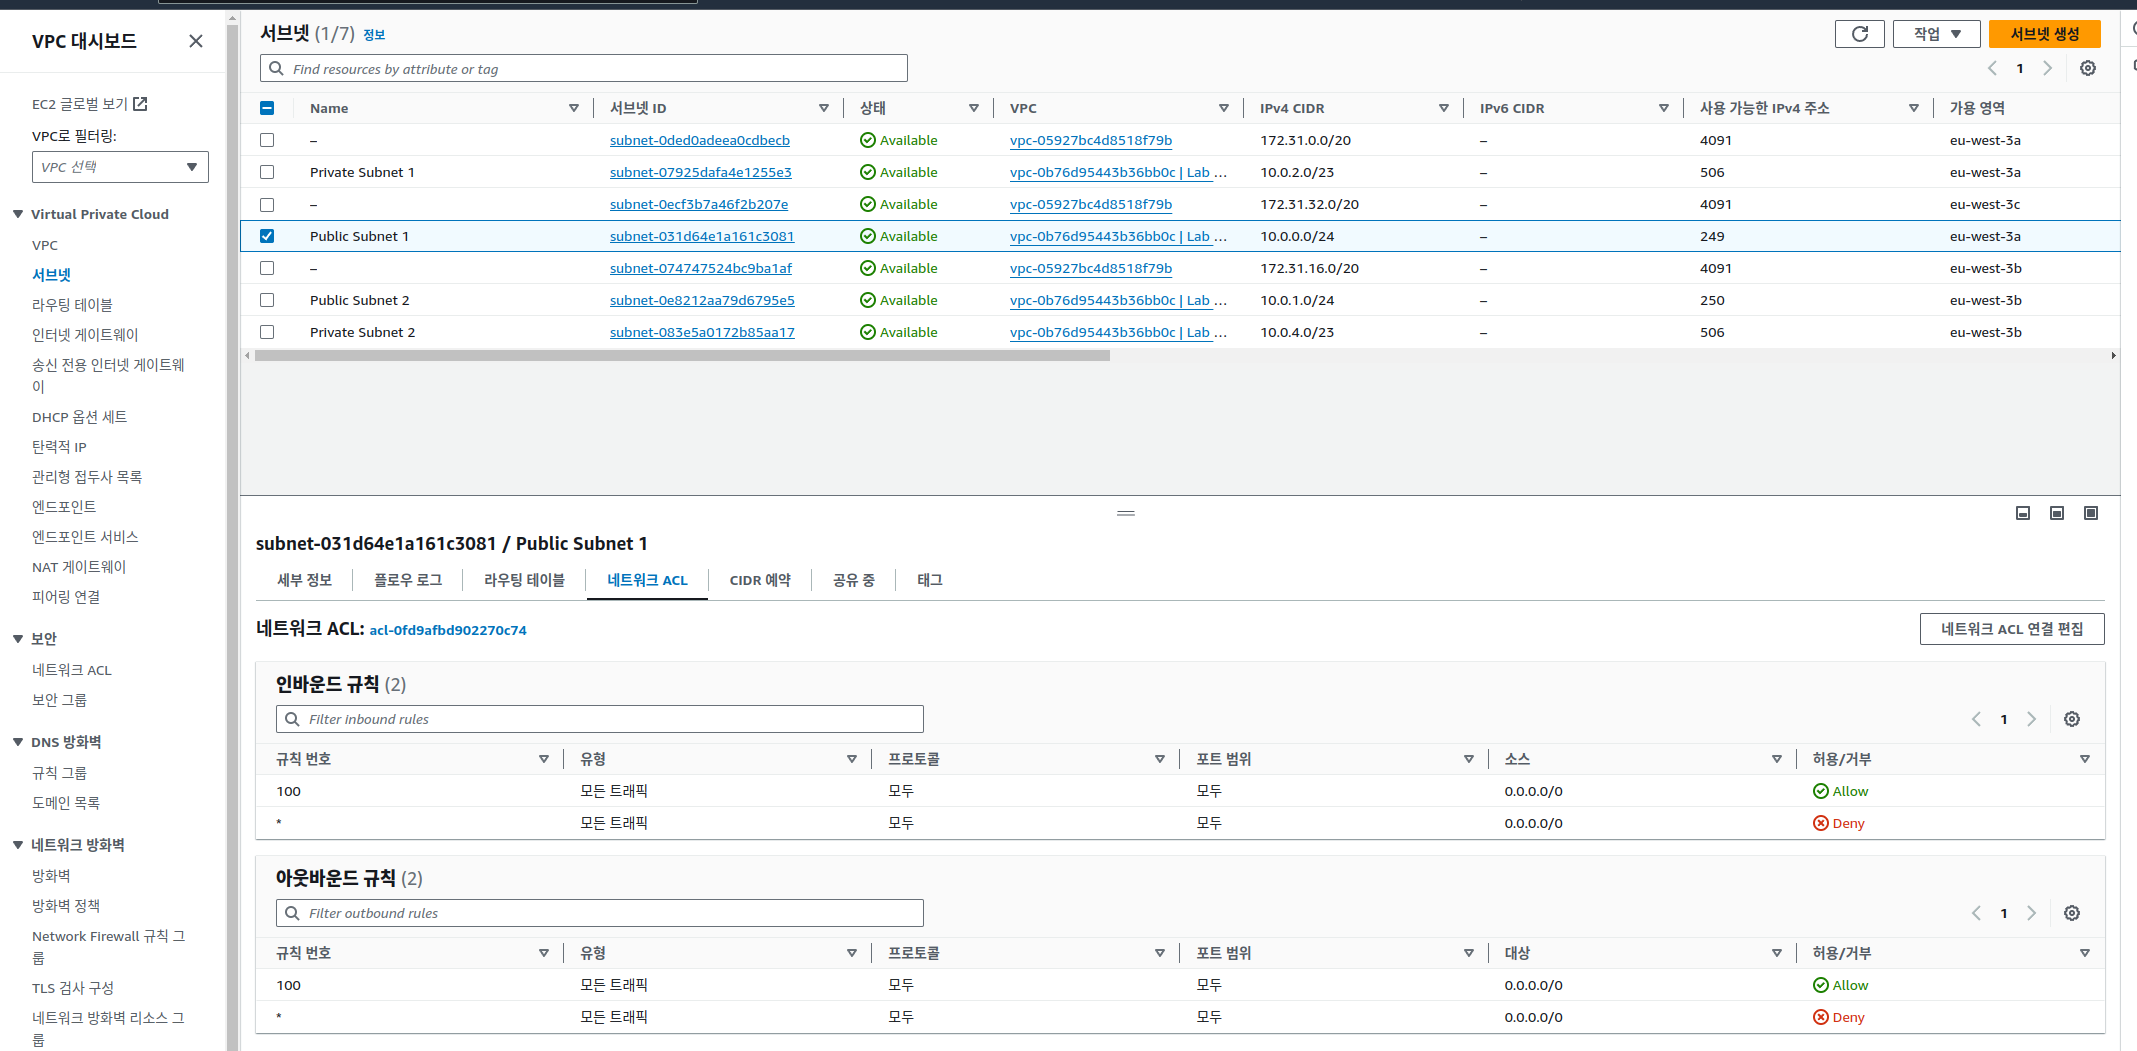 VPC 대시보드
EC2 글로벌 보기
VPC로 필터링:
VPC 선택
Virtual Private Cloud
VPC
서브넷
라우팅 테이블
인터넷 게이트웨이
송신 전용 인터넷 게이트웨
이
DHCP 옵션 세트
탄력적 IP
관리형 접두사 목록
엔드포인트
엔드포인트 서비스
NAT 게이트웨이
피어링 연결
보안
네트워크 ACL
보안 그룹
DNS 방화벽
규칙 그룹
도메인 목록
네트워크 방화벽
방화벽
방화벽 정책
Network Firewall 규칙 그
룹
TLS 검사 구성
네트워크 방화벽 리소스 그
룹
서브넷 (1/7) 정보
작업
서브넷 생성
Find resources by attribute or tag
1
Name 서브넷 ID 상태 VPC IPv4 CIDR IPv6 CIDR 사용 가능한 IPv4 주소 가용 영역
– subnet-0ded0adeea0cdbecb Available vpc-05927bc4d8518f79b 172.31.0.0/20 – 4091 eu-west-3a
Private Subnet 1 subnet-07925dafa4e1255e3 Available vpc-0b76d95443b36bb0c | Lab ... 10.0.2.0/23 – 506 eu-west-3a
– subnet-0ecf3b7a46f2b207e Available vpc-05927bc4d8518f79b 172.31.32.0/20 – 4091 eu-west-3c
Public Subnet 1 subnet-031d64e1a161c3081 Available vpc-0b76d95443b36bb0c | Lab ... 10.0.0.0/24 – 249 eu-west-3a
– subnet-074747524bc9ba1af Available vpc-05927bc4d8518f79b 172.31.16.0/20 – 4091 eu-west-3b
Public Subnet 2 subnet-0e8212aa79d6795e5 Available vpc-0b76d95443b36bb0c | Lab ... 10.0.1.0/24 – 250 eu-west-3b
Private Subnet 2 subnet-083e5a0172b85aa17 Available vpc-0b76d95443b36bb0c | Lab ... 10.0.4.0/23 – 506 eu-west-3b
subnet-031d64e1a161c3081 / Public Subnet 1
세부 정보 플로우 로그 라우팅 테이블 네트워크 ACL CIDR 예약 공유 중 태그
네트워크 ACL: acl-0fd9afbd902270c74
네트워크 ACL 연결 편집
인바운드 규칙 (2)
Filter inbound rules
1
규칙 번호 유형 프로토콜 포트 범위 소스 허용/거부
100 모든 트래픽 모두 모두 0.0.0.0/0 Allow
* 모든 트래픽 모두 모두 0.0.0.0/0 Deny
아웃바운드 규칙 (2)
Filter outbound rules
1
규칙 번호 유형 프로토콜 포트 범위 대상 허용/거부
100 모든 트래픽 모두 모두 0.0.0.0/0 Allow
* 모든 트래픽 모두 모두 0.0.0.0/0 Deny